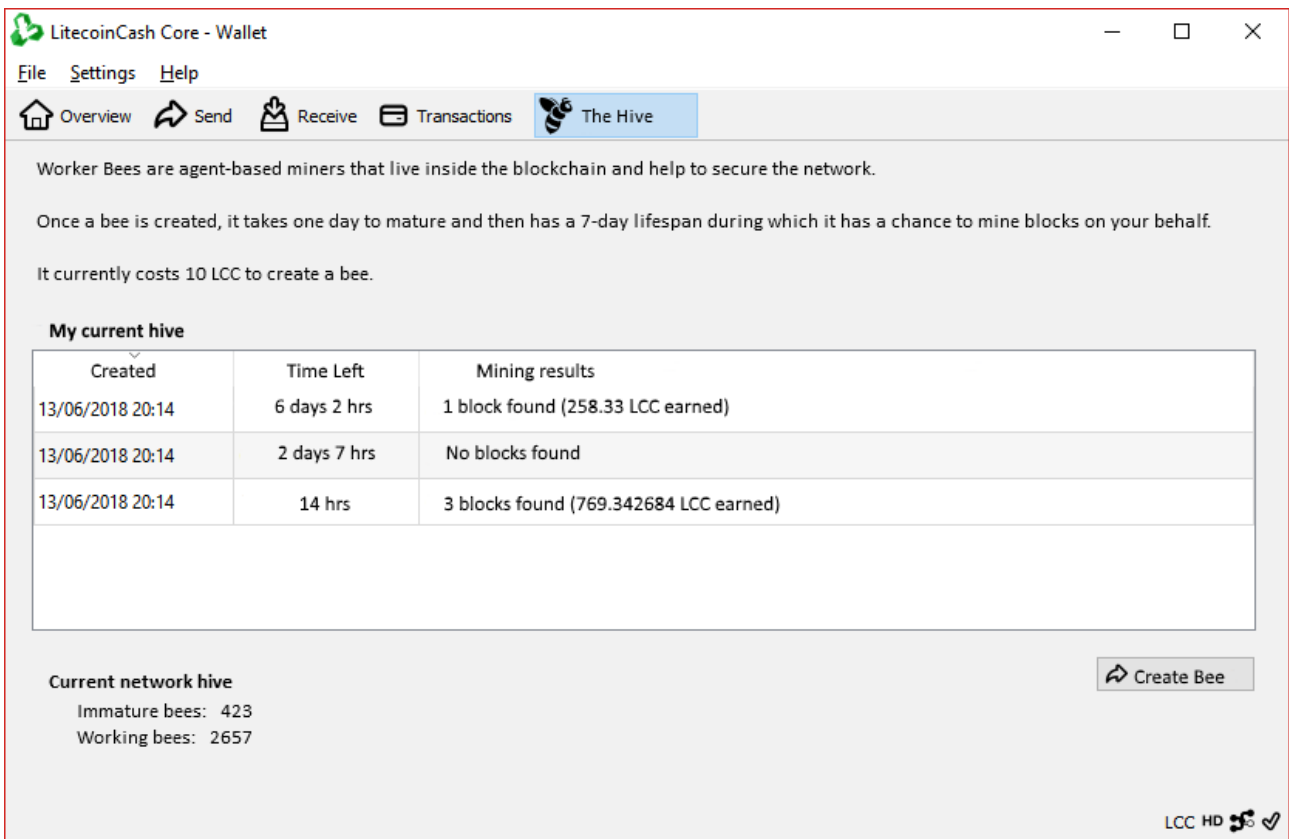 LitecoinCash Core - Wallet
File Settings Help
Overview Send Receive Transactions The Hive
Worker Bees are agent-based miners that live inside the blockchain and help to secure the network.
Once a bee is created, it takes one day to mature and then has a 7-day lifespan during which it has a chance to mine blocks on your behalf.
It currently costs 10 LCC to create a bee.
My current hive
Created Time Left Mining results
13/06/2018 20:14 6 days 2 hrs 1 block found (258.33 LCC earned)
13/06/2018 20:14 2 days 7 hrs No blocks found
13/06/2018 20:14 14 hrs 3 blocks found (769.342684 LCC earned)
Create Bee
Current network hive
Immature bees: 423
Working bees: 2657
LCC HD